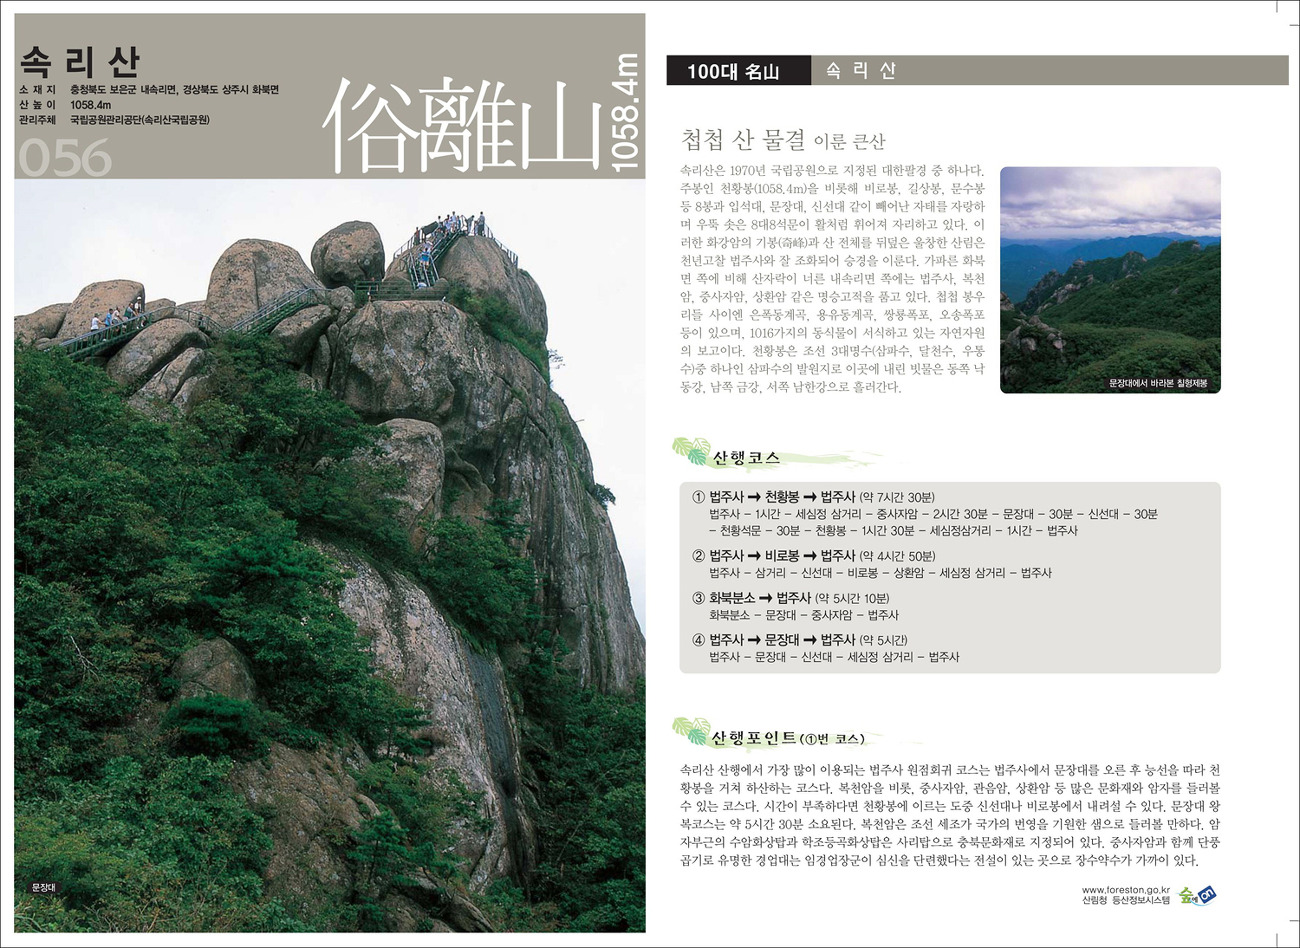 속리산
소 재 지 충청북도 보은군 내속리면, 경상북도 상주시 화북면
산 높 이 1058.4m
관리주체 국립공원관리공단(속리산국립공원)
056
俗離山
1058.4m
문장대
100대 名山 속 리 산
첩첩 산 물결 이룬 큰산
속리산은 1970년 국립공원으로 지정된 대한팔경 중 하나다.
주봉인 천황봉(1058.4m)을 비롯해 비로봉, 길상봉, 문수봉
등 8봉과 입석대, 문장대, 신선대 같이 빼어난 자태를 자랑하
며 우뚝 솟은 8대8석문이 활처럼 휘어져 자리하고 있다. 이
러한 화강암의 기봉(奇峰)과 산 전체를 뒤덮은 울창한 산림은
천년고찰 법주사와 잘 조화되어 승경을 이룬다. 가파른 화북
면 쪽에 비해 산자락이 너른 내속리면 쪽에는 법주사, 복천
암, 중사자암, 상환암 같은 명승고적을 품고 있다. 첩첩 봉우
리들 사이엔 은폭동계곡, 용유동계곡, 쌍룡폭포, 오송폭포
등이 있으며, 1016가지의 동식물이 서식하고 있는 자연자원
의 보고이다. 천황봉은 조선 3대명수(삼파수, 달천수, 우통
수)중 하나인 삼파수의 발원지로 이곳에 내린 빗물은 동쪽 낙
동강, 남쪽 금강, 서쪽 남한강으로 흘러간다.
문장대에서 바라본 칠형제봉
산행코스
① 법주사 ➞ 천황봉 ➞ 법주사 (약 7시간 30분)
법주사 - 1시간 - 세심정 삼거리 - 중사자암 - 2시간 30분 - 문장대 - 30분 - 신선대 - 30분
- 천황석문 - 30분 - 천황봉 - 1시간 30분 - 세심정삼거리 - 1시간 - 법주사
② 법주사 ➞ 비로봉 ➞ 법주사 (약 4시간 50분)
법주사 - 삼거리 - 신선대 - 비로봉 - 상환암 - 세심정 삼거리 - 법주사
③ 화북분소 ➞ 법주사 (약 5시간 10분)
화북분소 - 문장대 - 중사자암 - 법주사
④ 법주사 ➞ 문장대 ➞ 법주사 (약 5시간)
법주사 - 문장대 - 신선대 - 세심정 삼거리 - 법주사
산행포인트(①번 코스)
속리산 산행에서 가장 많이 이용되는 법주사 원점회귀 코스는 법주사에서 문장대를 오른 후 능선을 따라 천
황봉을 거쳐 하산하는 코스다. 복천암을 비롯, 중사자암, 관음암, 상환암 등 많은 문화재와 암자를 들러볼
수 있는 코스다. 시간이 부족하다면 천황봉에 이르는 도중 신선대나 비로봉에서 내려설 수 있다. 문장대 왕
복코스는 약 5시간 30분 소요된다. 복천암은 조선 세조가 국가의 번영을 기원한 샘으로 들러볼 만하다. 암
자부근의 수암화상탑과 학조등곡화상탑은 사리탑으로 충북문화재로 지정되어 있다. 중사자암과 함께 단풍
곱기로 유명한 경업대는 임경업장군이 심신을 단련했다는 전설이 있는 곳으로 장수약수가 가까이 있다.
www.foreston.go.kr
산림청 등산정보시스템
숲에on